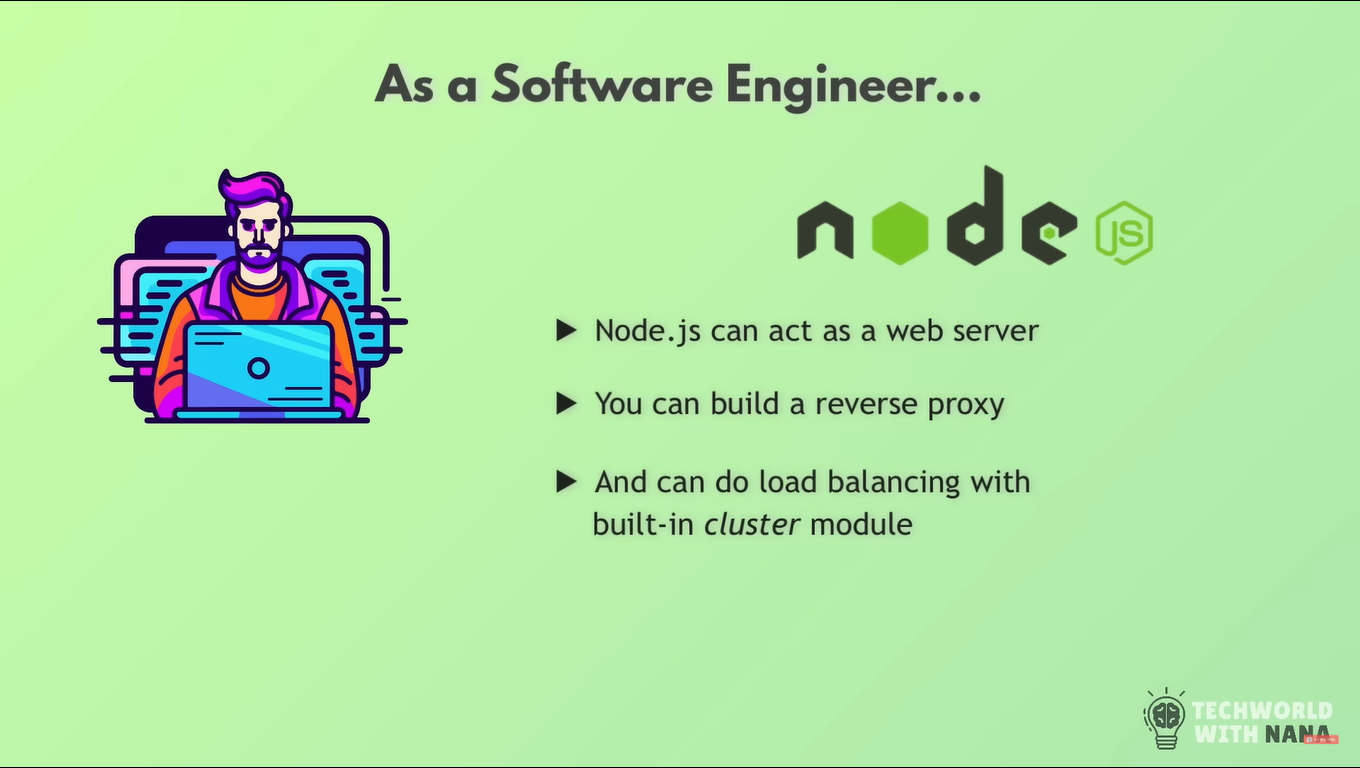 As a Software Engineer...
node JS
▶ Node.js can act as a web server
▶ You can build a reverse proxy
▶ And can do load balancing with
built-in cluster module
TECHWORLD
WITH NANA